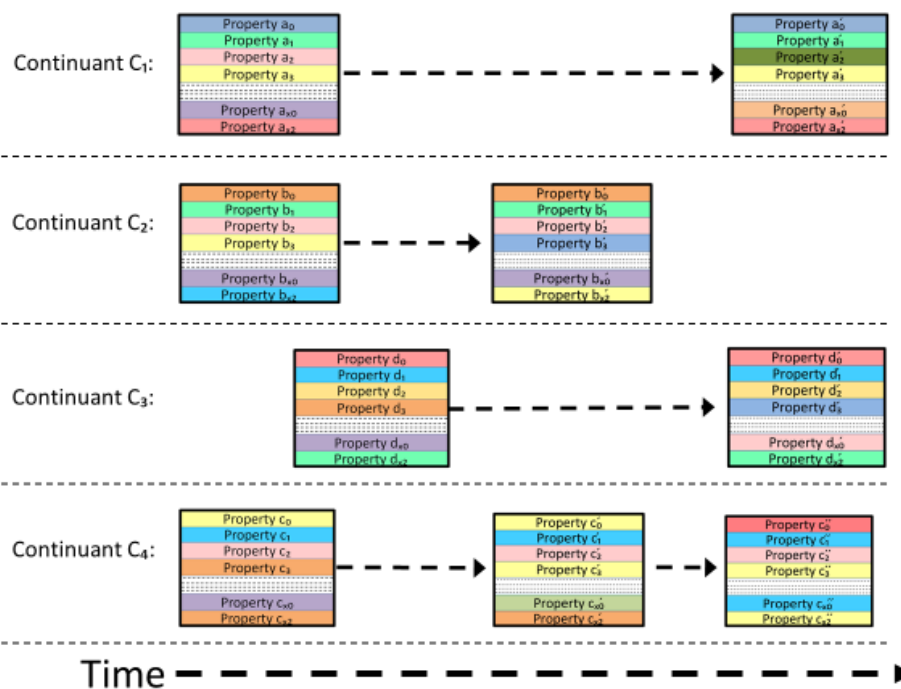 Continuant C₁:
Property a₀
Property a₁
Property a₂
Property a₃
Property aₓ₀
Property aₓ₂
Property a₀´
Property a₁´
Property a₂´
Property a₃´
Property aₓ₀´
Property aₓ₂´
Continuant C₂:
Property b₀
Property b₁
Property b₂
Property b₃
Property bₓ₀
Property bₓ₂
Property b₀´
Property b₁´
Property b₂´
Property b₃´
Property bₓ₀´
Property bₓ₂´
Continuant C₃:
Property d₀
Property d₁
Property d₂
Property d₃
Property dₓ₀
Property dₓ₂
Property d₀´
Property d₁´
Property d₂´
Property d₃´
Property dₓ₀´
Property dₓ₂´
Continuant C₄:
Property c₀
Property c₁
Property c₂
Property c₃
Property cₓ₀
Property cₓ₂
Property c₀´
Property c₁´
Property c₂´
Property c₃´
Property cₓ₀´
Property cₓ₂´
Property c₀´´
Property c₁´´
Property c₂´´
Property c₃´´
Property cₓ₀´´
Property cₓ₂´´
Time